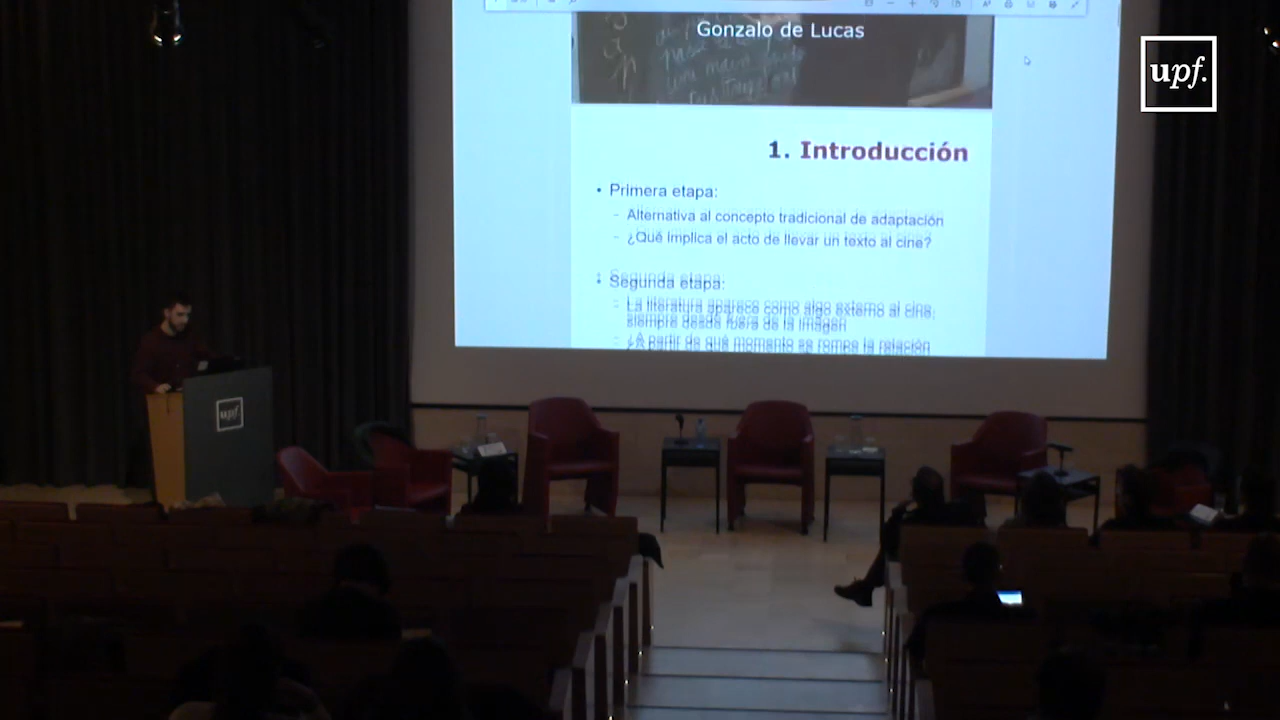 Gonzalo de Lucas
upf.
1. Introducción
• Primera etapa:
– Alternativa al concepto tradicional de adaptación
– ¿Qué implica el acto de llevar un texto al cine?
• Segunda etapa:
– La literatura aparece como algo externo al cine,
siempre desde fuera de la imagen
– ¿A partir de qué momento se rompe la relación
upf.